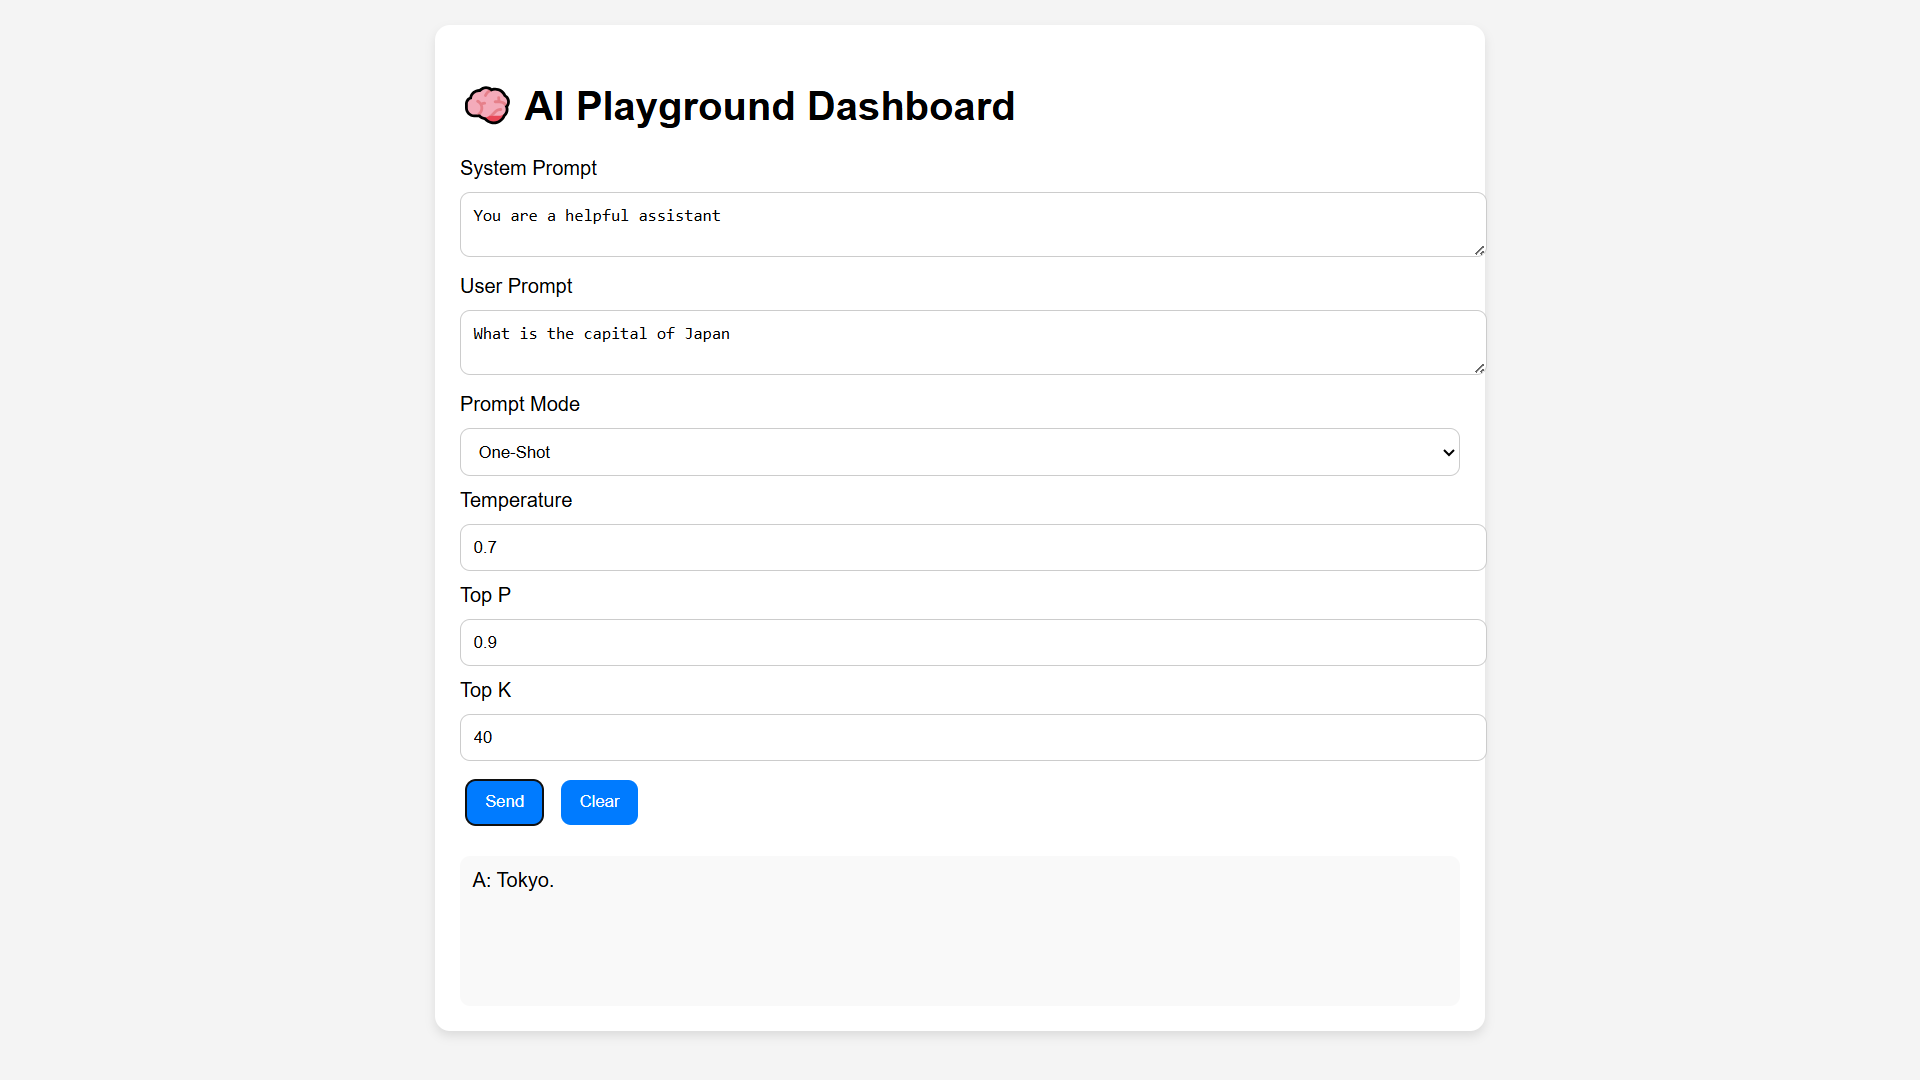 AI Playground Dashboard
System Prompt
You are a helpful assistant
User Prompt
What is the capital of Japan
Prompt Mode
One-Shot
Temperature
0.7
Top P
0.9
Top K
40
Send Clear
A: Tokyo.